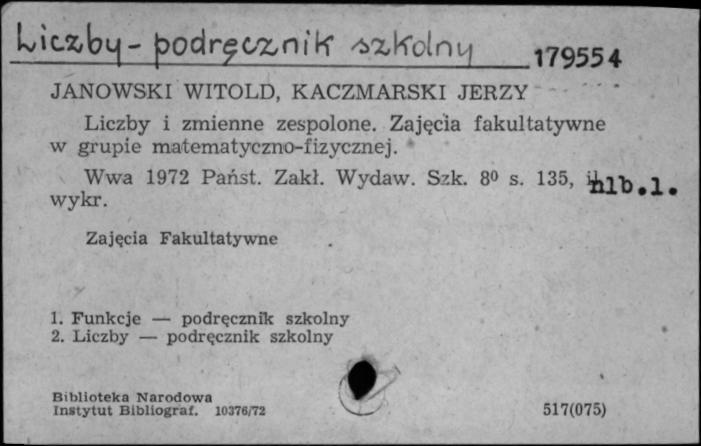 Liczby - podręcznik szkolny
179554
JANOWSKI WITOLD, KACZMARSKI JERZY
Liczby i zmienne zespolone. Zajęcia fakultatywne
w grupie matematyczno-fizycznej.
Wwa 1972 Państ. Zakł. Wydaw. Szk. 8⁰ s. 135, nlb.1.
wykr.
Zajęcia Fakultatywne
1. Funkcje — podręcznik szkolny
2. Liczby — podręcznik szkolny
Biblioteka Narodowa
Instytut Bibliograf. 10376/72
517(075)